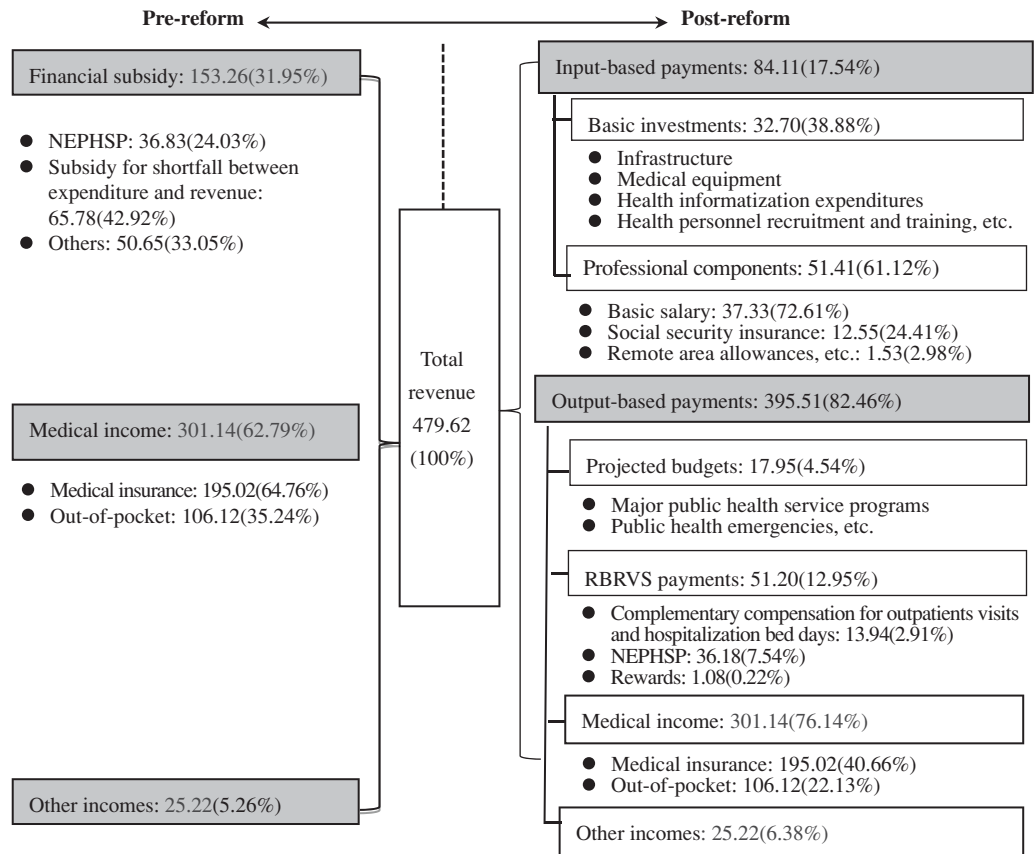 Pre-reform
Post-reform
Financial subsidy: 153.26(31.95%)
NEPHSP: 36.83(24.03%)
Subsidy for shortfall between
expenditure and revenue:
65.78(42.92%)
Others: 50.65(33.05%)
Medical income: 301.14(62.79%)
Medical insurance: 195.02(64.76%)
Out-of-pocket: 106.12(35.24%)
Other incomes: 25.22(5.26%)
Total
revenue
479.62
(100%)
Input-based payments: 84.11(17.54%)
Basic investments: 32.70(38.88%)
Infrastructure
Medical equipment
Health informatization expenditures
Health personnel recruitment and training, etc.
Professional components: 51.41(61.12%)
Basic salary: 37.33(72.61%)
Social security insurance: 12.55(24.41%)
Remote area allowances, etc.: 1.53(2.98%)
Output-based payments: 395.51(82.46%)
Projected budgets: 17.95(4.54%)
Major public health service programs
Public health emergencies, etc.
RBRVS payments: 51.20(12.95%)
Complementary compensation for outpatients visits
and hospitalization bed days: 13.94(2.91%)
NEPHSP: 36.18(7.54%)
Rewards: 1.08(0.22%)
Medical income: 301.14(76.14%)
Medical insurance: 195.02(40.66%)
Out-of-pocket: 106.12(22.13%)
Other incomes: 25.22(6.38%)